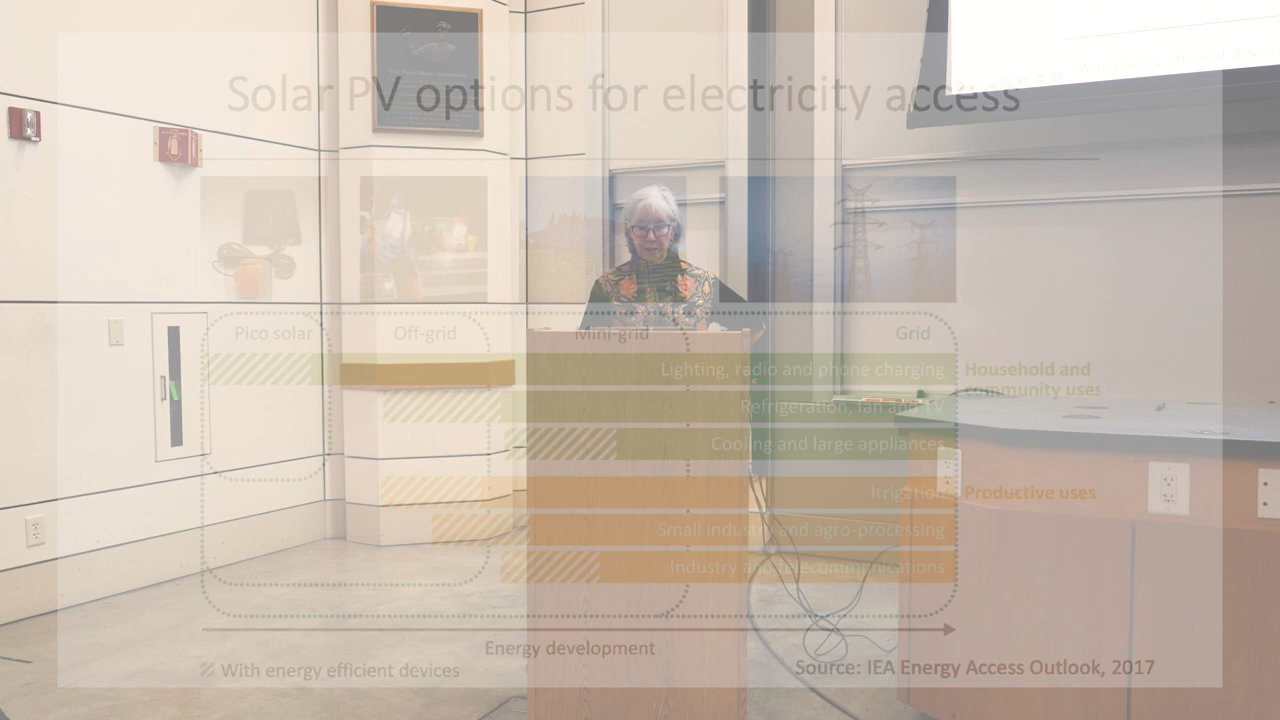 Solar PV options for electricity access
Pico solar
Off-grid
Mini-grid
Grid
Lighting, radio and phone charging
Household and
community uses
Refrigeration, fan and TV
Cooling and large appliances
Irrigation
Productive uses
Small industry and agro-processing
Industry and telecommunications
Energy development
With energy efficient devices
Source: IEA Energy Access Outlook, 2017